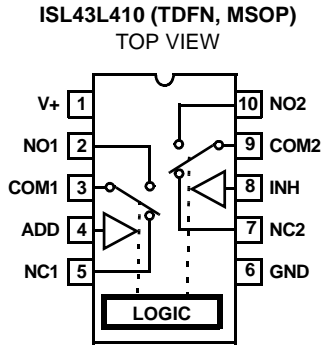 ISL43L410 (TDFN, MSOP)
TOP VIEW
V+ 1 10 NO2
NO1 2 9 COM2
COM1 3 8 INH
ADD 4 7 NC2
NC1 5 6 GND
LOGIC